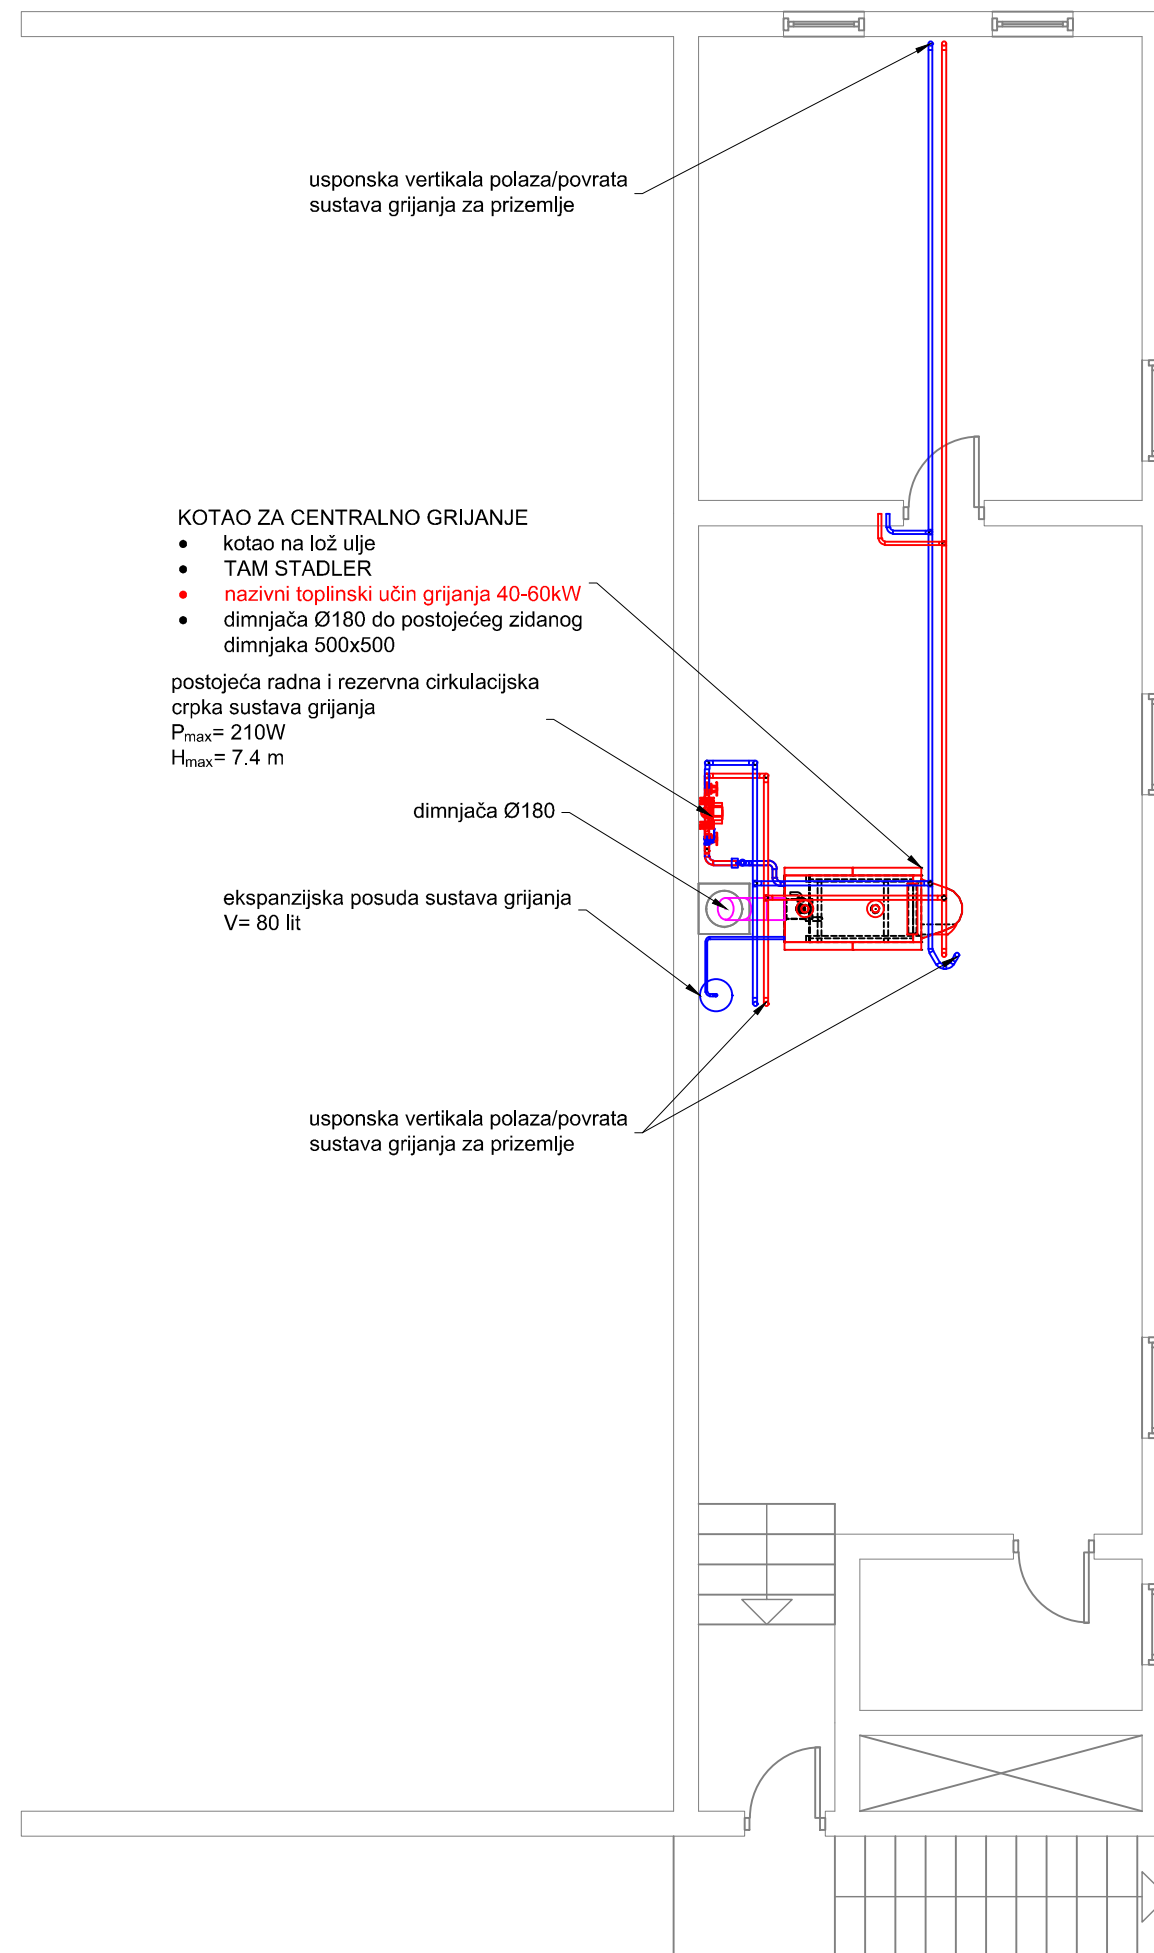 usponska vertikala polaza/povrata
sustava grijanja za prizemlje
KOTAO ZA CENTRALNO GRIJANJE
• kotao na lož ulje
• TAM STADLER
• nazivni toplinski učin grijanja 40-60kW
• dimnjača Ø180 do postojećeg zidanog
dimnjaka 500x500
postojeća radna i rezervna cirkulacijska
crpka sustava grijanja
Pmax= 210W
Hmax= 7.4 m
dimnjača Ø180
ekspanzijska posuda sustava grijanja
V= 80 lit
usponska vertikala polaza/povrata
sustava grijanja za prizemlje